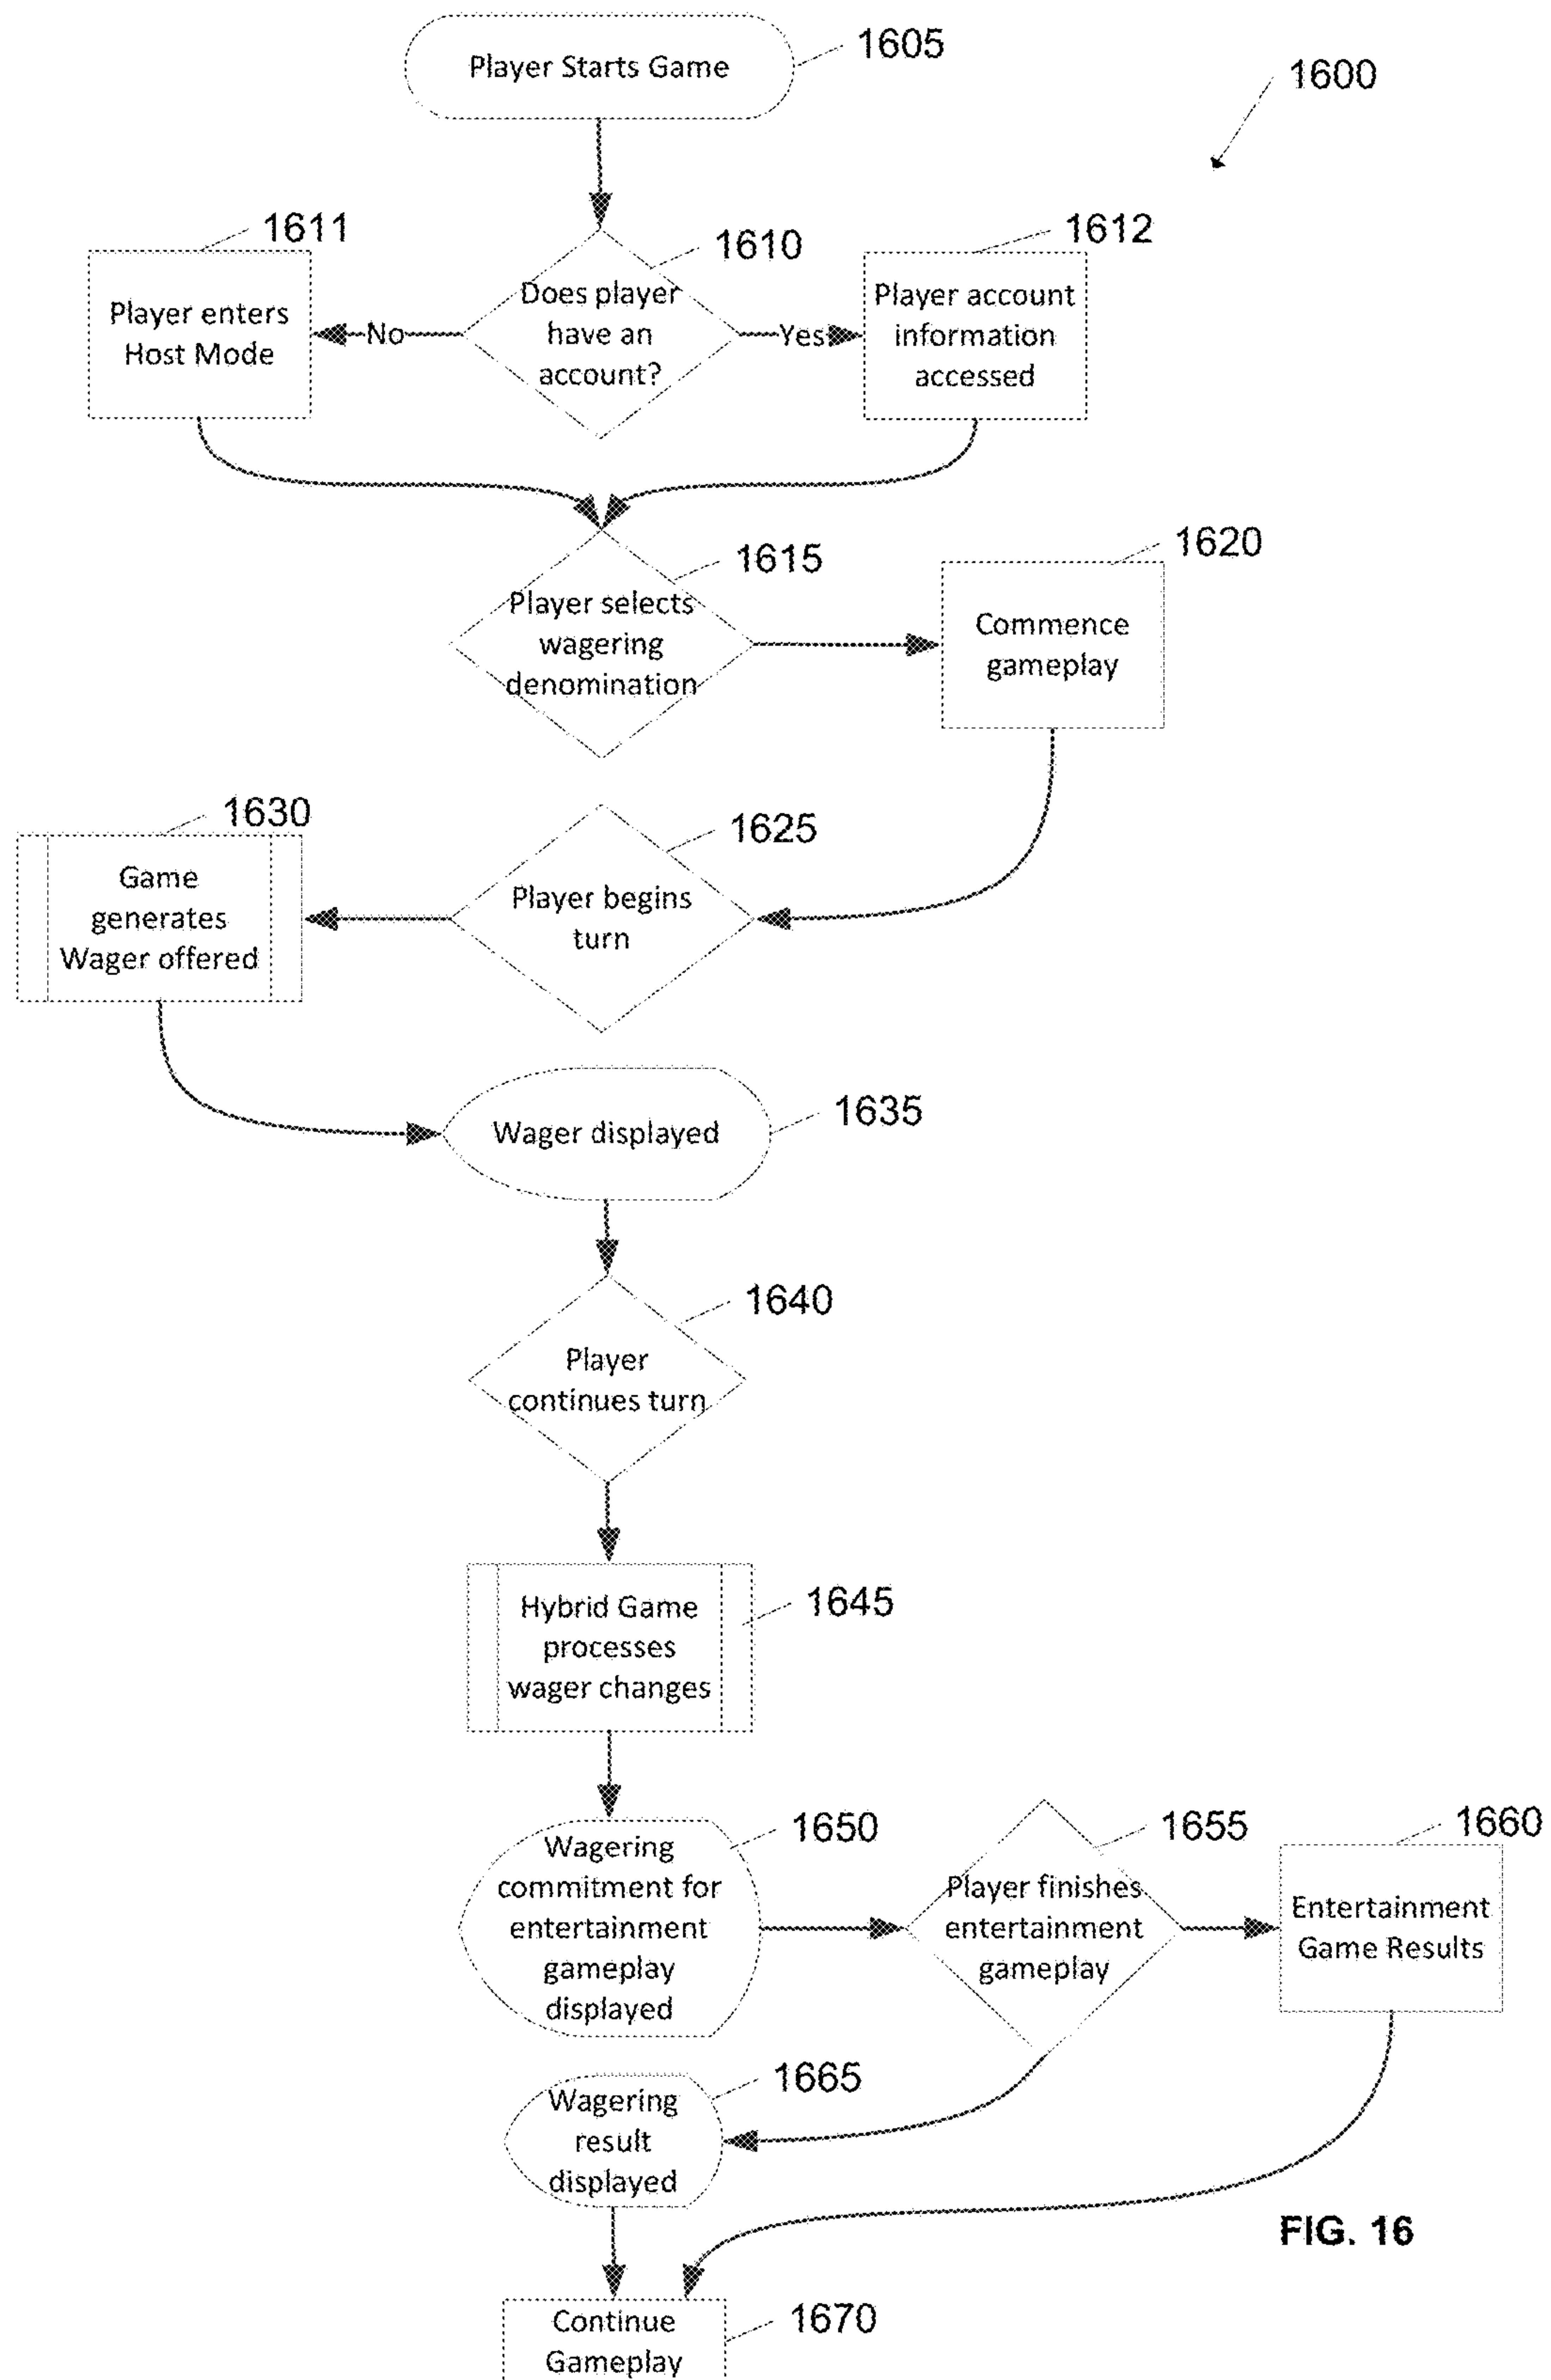 Player Starts Game
1605
1600
1611
1610
1612
Player enters
Host Mode
No
Does player
have an
account?
Yes
Player account
information
accessed
1615
Player selects
wagering
denomination
1620
Commence
gameplay
1630
Game
generates
Wager offered
1625
Player begins
turn
Wager displayed
1635
1640
Player
continues turn
Hybrid Game
processes
wager changes
1645
Wagering
commitment for
entertainment
gameplay
displayed
1650
1655
Player finishes
entertainment
gameplay
1660
Entertainment
Game Results
1665
Wagering
result
displayed
FIG. 16
Continue
Gameplay
1670